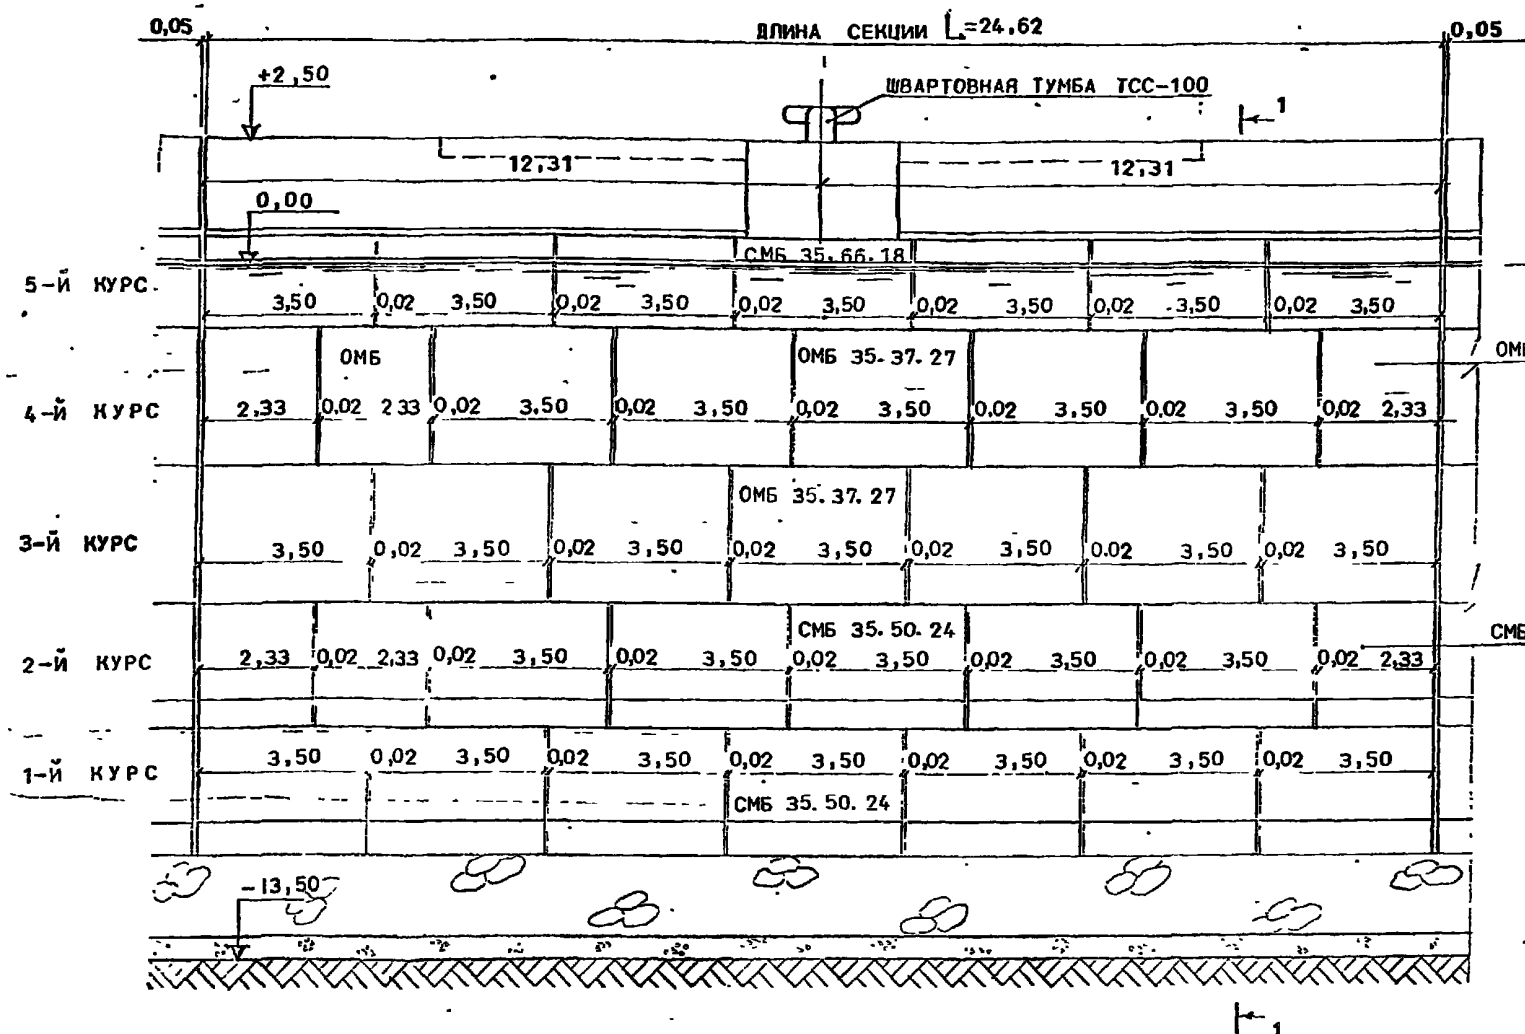 0,05 ДЛИНА СЕКЦИИ L=24,62 0,05
+2,50
ШВАРТОВНАЯ ТУМБА ТСС-100
1
12,31 12,31
0,00
СМБ 35.66.18
5-Й КУРС
3,50 0,02 3,50 0,02 3,50 0,02 3,50 0,02 3,50 0,02 3,50 0,02 3,50
ОМБ ОМБ 35.37.27 ОМБ
4-Й КУРС 2,33 0,02 2 33 0,02 3,50 0,02 3,50 0,02 3,50 0,02 3,50 0,02 3,50 0,02 2,33
ОМБ 35.37.27
3-Й КУРС 3,50 0,02 3,50 0,02 3,50 0,02 3,50 0,02 3,50 0.02 3,50 0,02 3,50
СМБ 35.50.24 СМБ
2-Й КУРС 2,33 0,02 2,33 0,02 3,50 0,02 3,50 0,02 3,50 0,02 3,50 0,02 3,50 0,02 2,33
3,50 0,02 3,50 0,02 3,50 0,02 3,50 0,02 3,50 0,02 3,50 0,02 3,50
1-Й КУРС
СМБ 35.50.24
-13,50
1